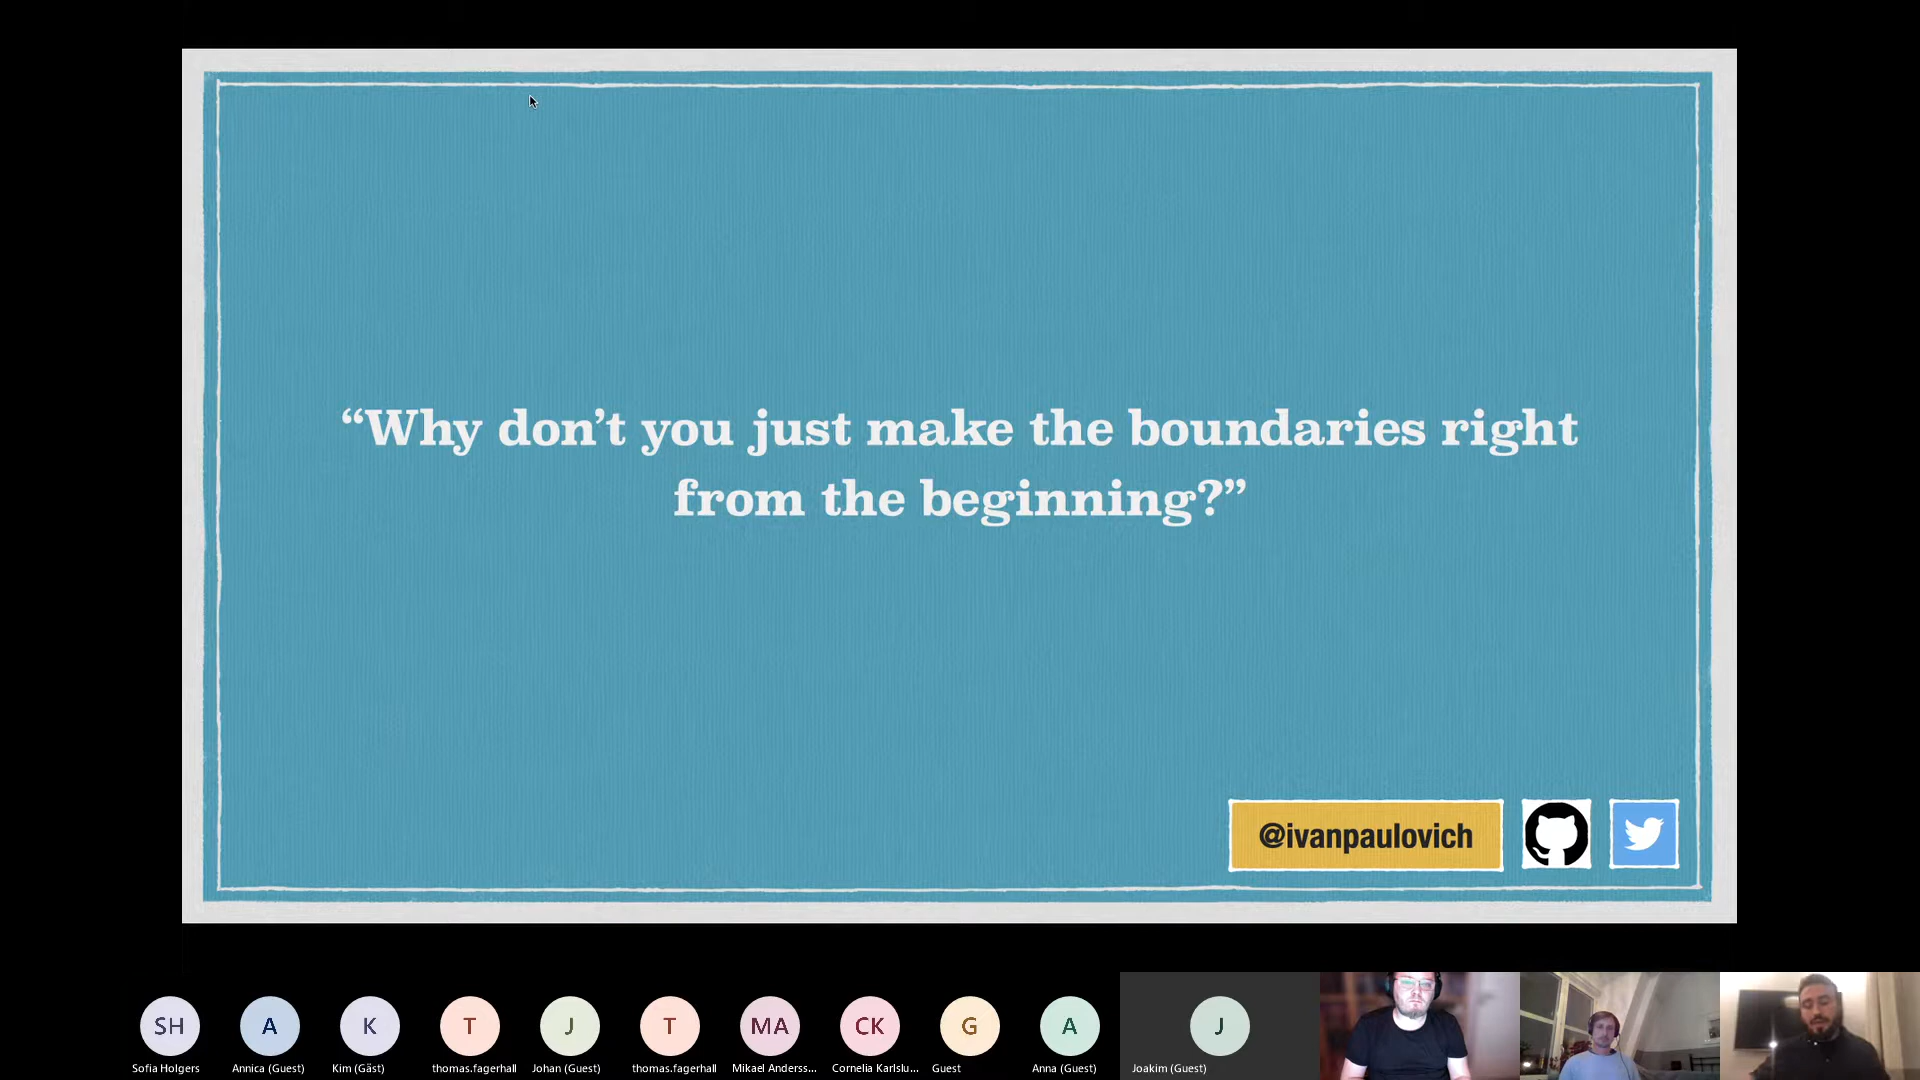 “Why don’t you just make the boundaries right
from the beginning?”
@ivanpaulovich
SH
A
K
T
J
T
MA
CK
G
A
J
Sofia Holgers
Annica (Guest)
Kim (Gäst)
thomas.fagerhall
Johan (Guest)
thomas.fagerhall
Mikael Anderss...
Cornelia Karlslu...
Guest
Anna (Guest)
Joakim (Guest)